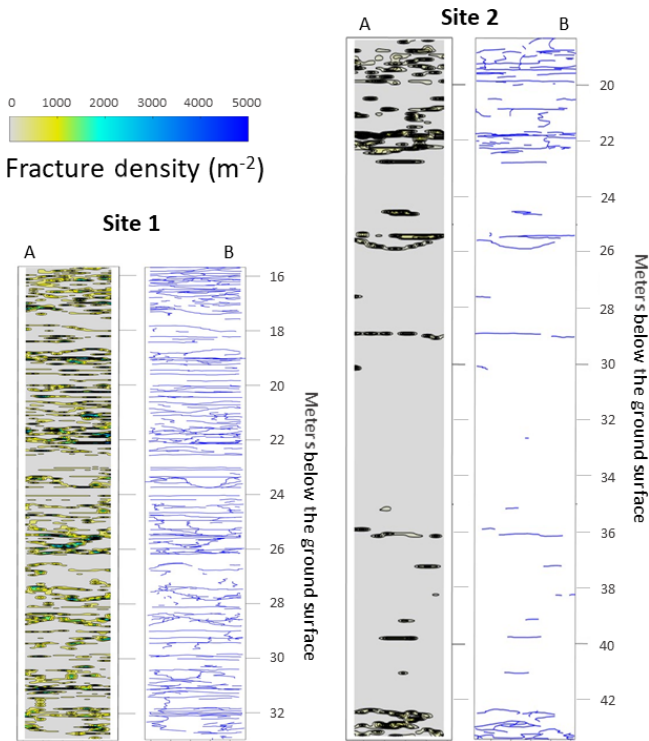 Site 2
A B
0 1000 2000 3000 4000 5000
Fracture density (m-2)
20
22
24
26
28
30
32
34
36
38
40
42
Meters below the ground surface
Site 1
A B
16
18
20
22
24
26
28
30
32
Meters below the ground surface